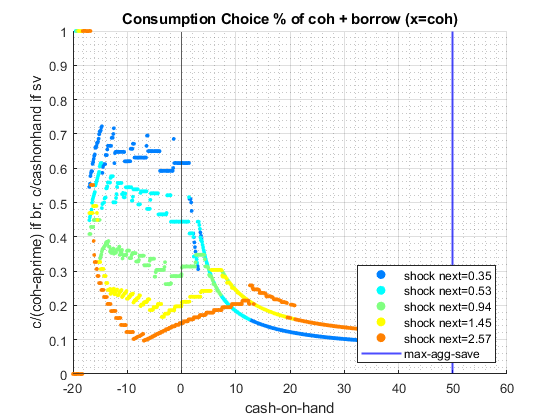 Consumption Choice % of coh + borrow (x=coh)
c/(coh-aprime) if br, c/cashonhand if sv
1
0.9
0.8
0.7
0.6
0.5
0.4
0.3
0.2
0.1
0
-20
-10
0
10
20
30
40
50
60
cash-on-hand
shock next=0.35
shock next=0.53
shock next=0.94
shock next=1.45
shock next=2.57
max-agg-save